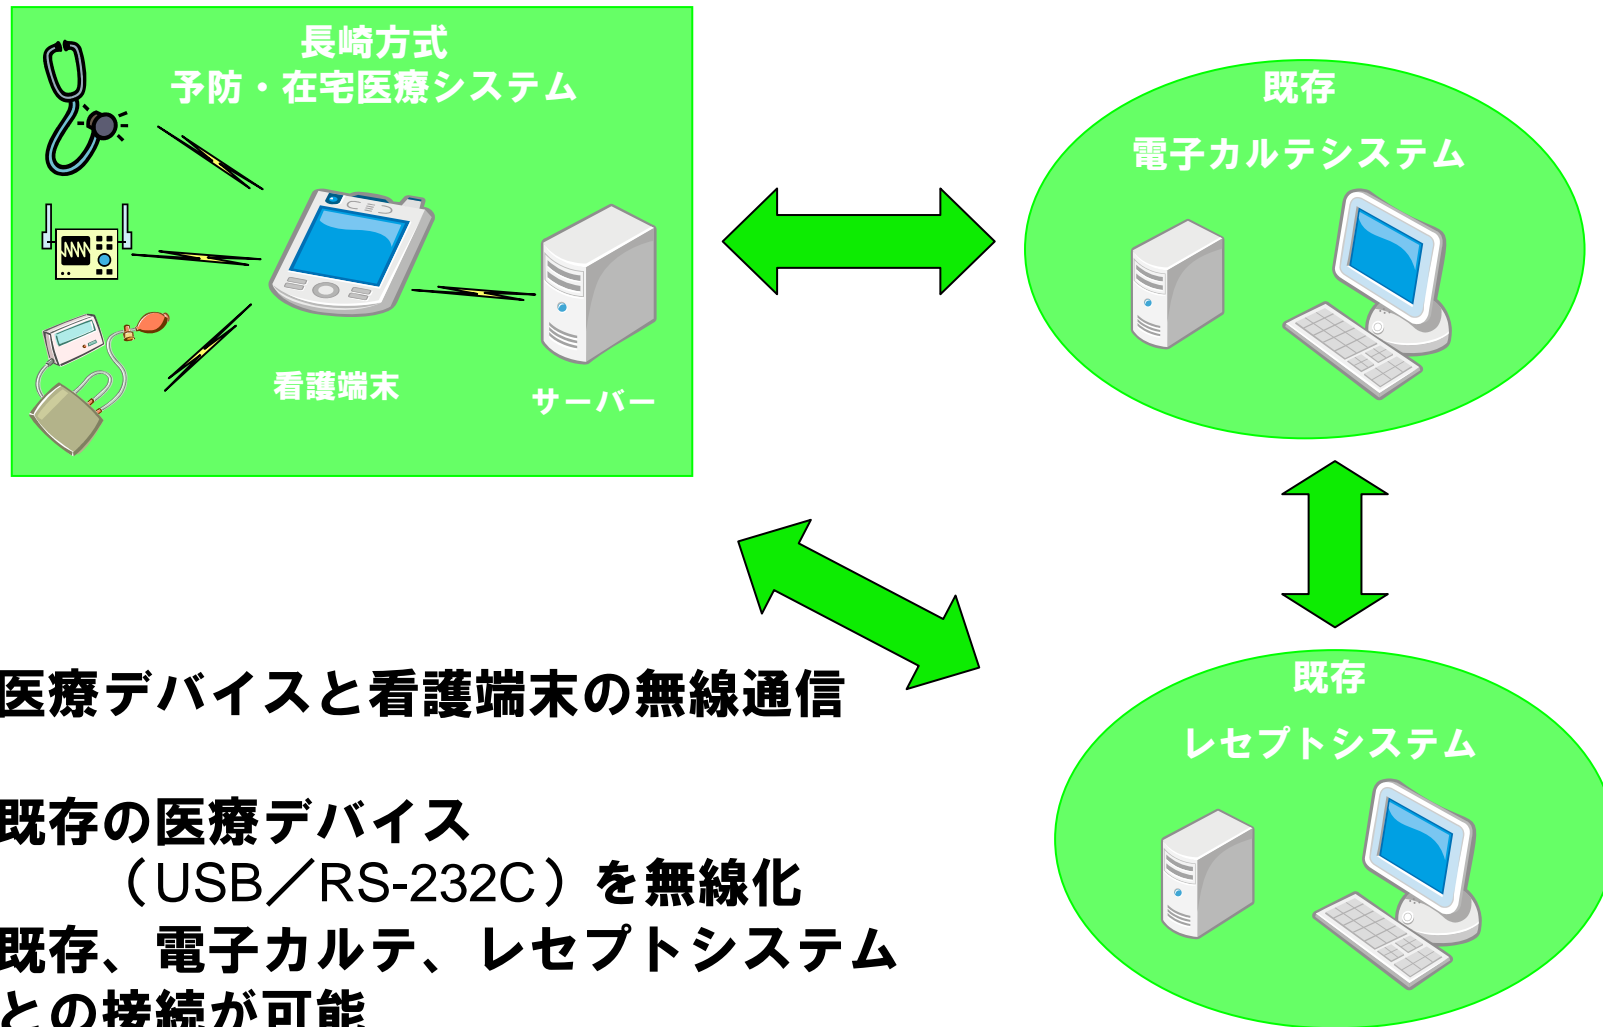 長崎方式
予防・在宅医療システム
看護端末
サーバー
既存
電子カルテシステム
既存
レセプトシステム
医療デバイスと看護端末の無線通信
既存の医療デバイス
（USB／RS-232C）を無線化
既存、電子カルテ、レセプトシステム
との接続が可能